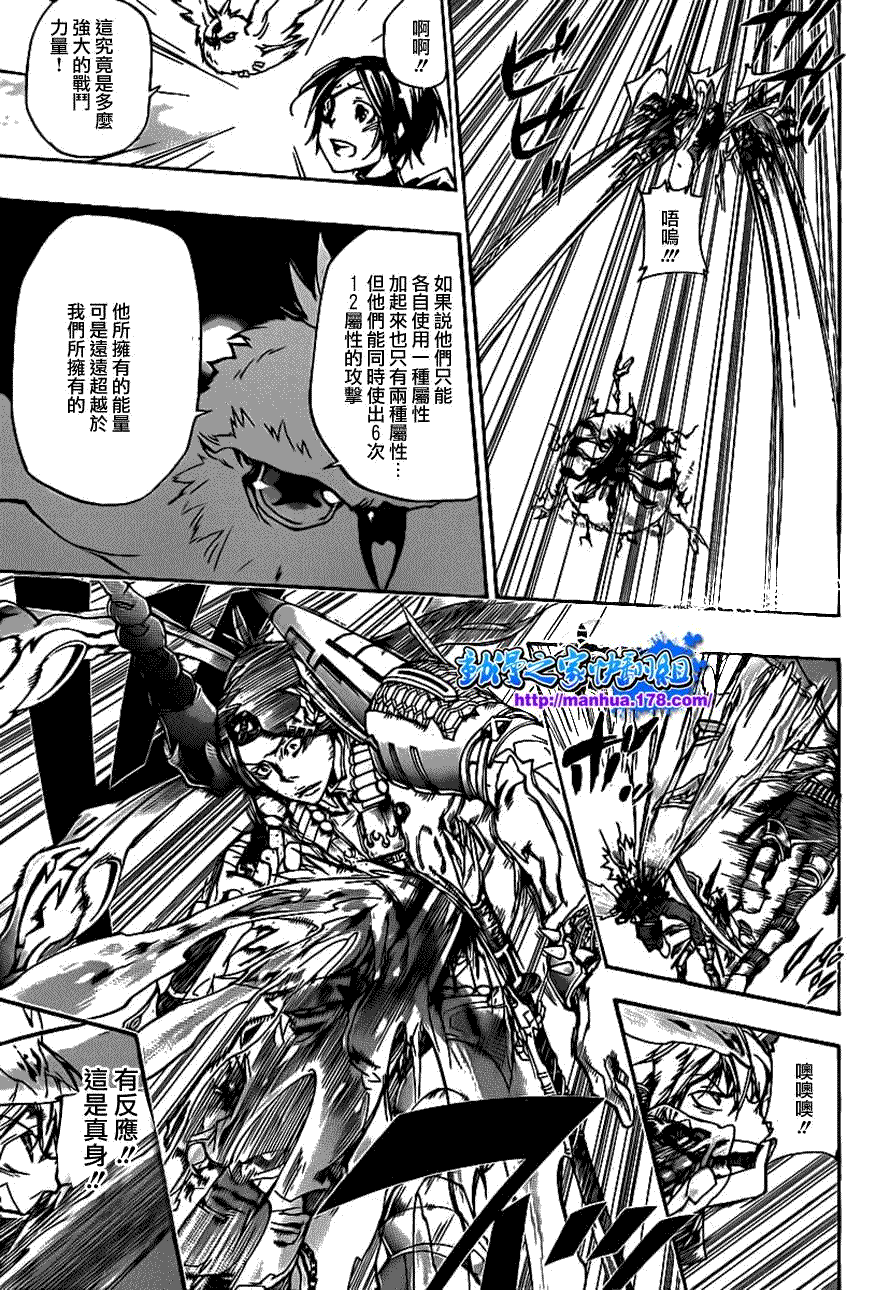 唔嗚!!!
啊啊!!
這究竟是多麼
強大的戰鬥
力量！
如果說他們只能
各自使用一種屬性
加起來也只有兩種屬性…
但他們能同時使出6次
12屬性的攻擊
他所擁有的能量
可是遠遠超越於
我們所擁有的
動漫之家汉化组
http://manhua.178.com/
噢噢噢!!
有反應!!
這是真身!!